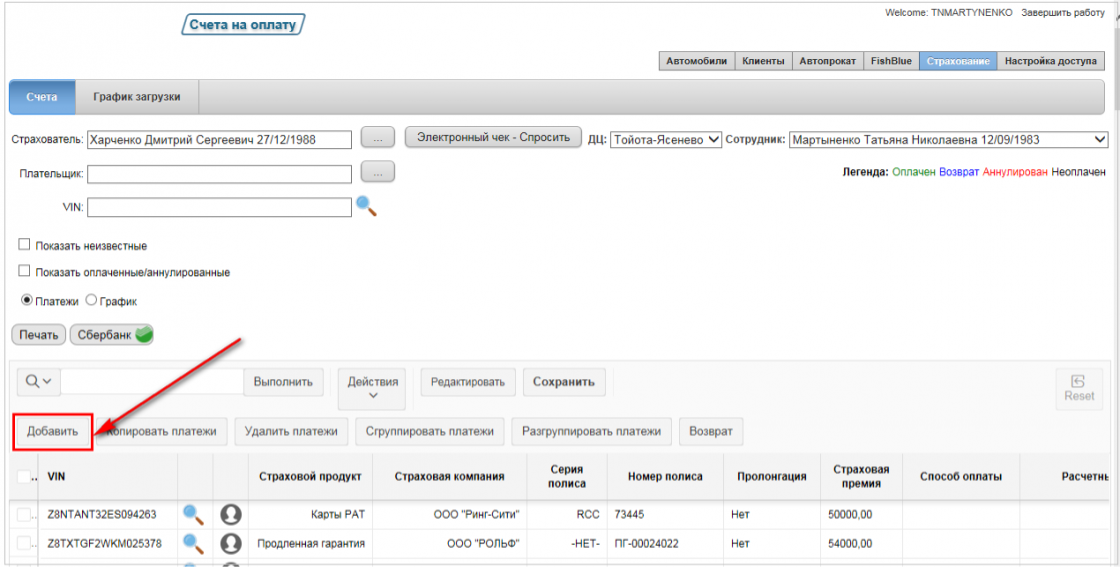 Welcome: TNMARTYNENKO Завершить работу
Счета на оплату
Автомобили Клиенты Автопрокат FishBlue Страхование Настройка доступа
Счета График загрузки
Страхователь: Харченко Дмитрий Сергеевич 27/12/1988 ... Электронный чек - Спросить ДЦ: Тойота-Ясенево Сотрудник: Мартыненко Татьяна Николаевна 12/09/1983
Плательщик: ... Легенда: Оплачен Возврат Аннулирован Неоплачен
VIN:
Показать неизвестные
Показать оплаченные/аннулированные
Платежи График
Печать Сбербанк
Выполнить Действия Редактировать Сохранить Reset
Добавить Копировать платежи Удалить платежи Сгруппировать платежи Разгруппировать платежи Возврат
.. VIN Страховой продукт Страховая компания Серия полиса Номер полиса Пролонгация Страховая премия Способ оплаты Расчетнь
Z8NTANT32ES094263 Карты РАТ ООО "Ринг-Сити" RCC 73445 Нет 50000,00
Z8TXTGF2WKM025378 Продленная гарантия ООО "РОЛЬФ" -НЕТ- ПГ-00024022 Нет 54000,00